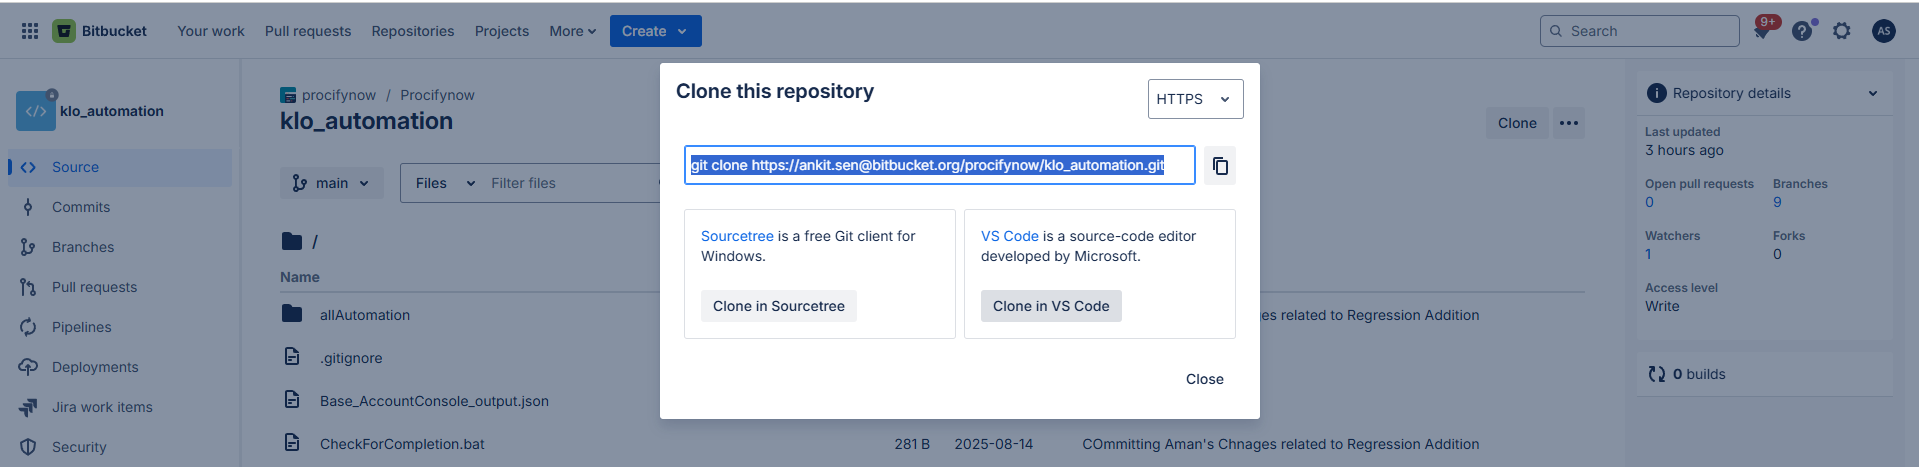 Bitbucket
Your work
Pull requests
Repositories
Projects
More
Create
Search
9+
AS
klo_automation
Source
Commits
Branches
Pull requests
Pipelines
Deployments
Jira work items
Security
procifynow / Procifynow
klo_automation
main
Files
Filter files
/
Name
allAutomation
es related to Regression Addition
.gitignore
Base_AccountConsole_output.json
CheckForCompletion.bat 281 B 2025-08-14 COmmitting Aman's Chnages related to Regression Addition
Clone
Clone this repository
HTTPS
git clone https://ankit.sen@bitbucket.org/procifynow/klo_automation.git
Sourcetree is a free Git client for
Windows.
Clone in Sourcetree
VS Code is a source-code editor
developed by Microsoft.
Clone in VS Code
Close
Repository details
Last updated
3 hours ago
Open pull requests
0
Branches
9
Watchers
1
Forks
0
Access level
Write
0 builds